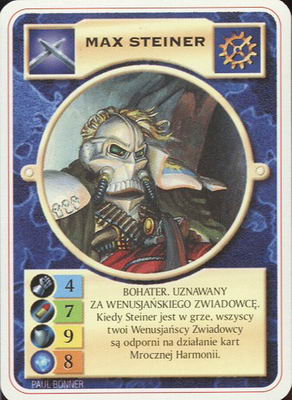 MAX STEINER
4
7
9
8
BOHATER. UZNAWANY
ZA WENUSJAŃSKIEGO ZWIADOWCĘ.
Kiedy Steiner jest w grze, wszyscy
twoi Wenusjańscy Zwiadowcy
są odporni na działanie kart
Mrocznej Harmonii.
PAUL BONNER